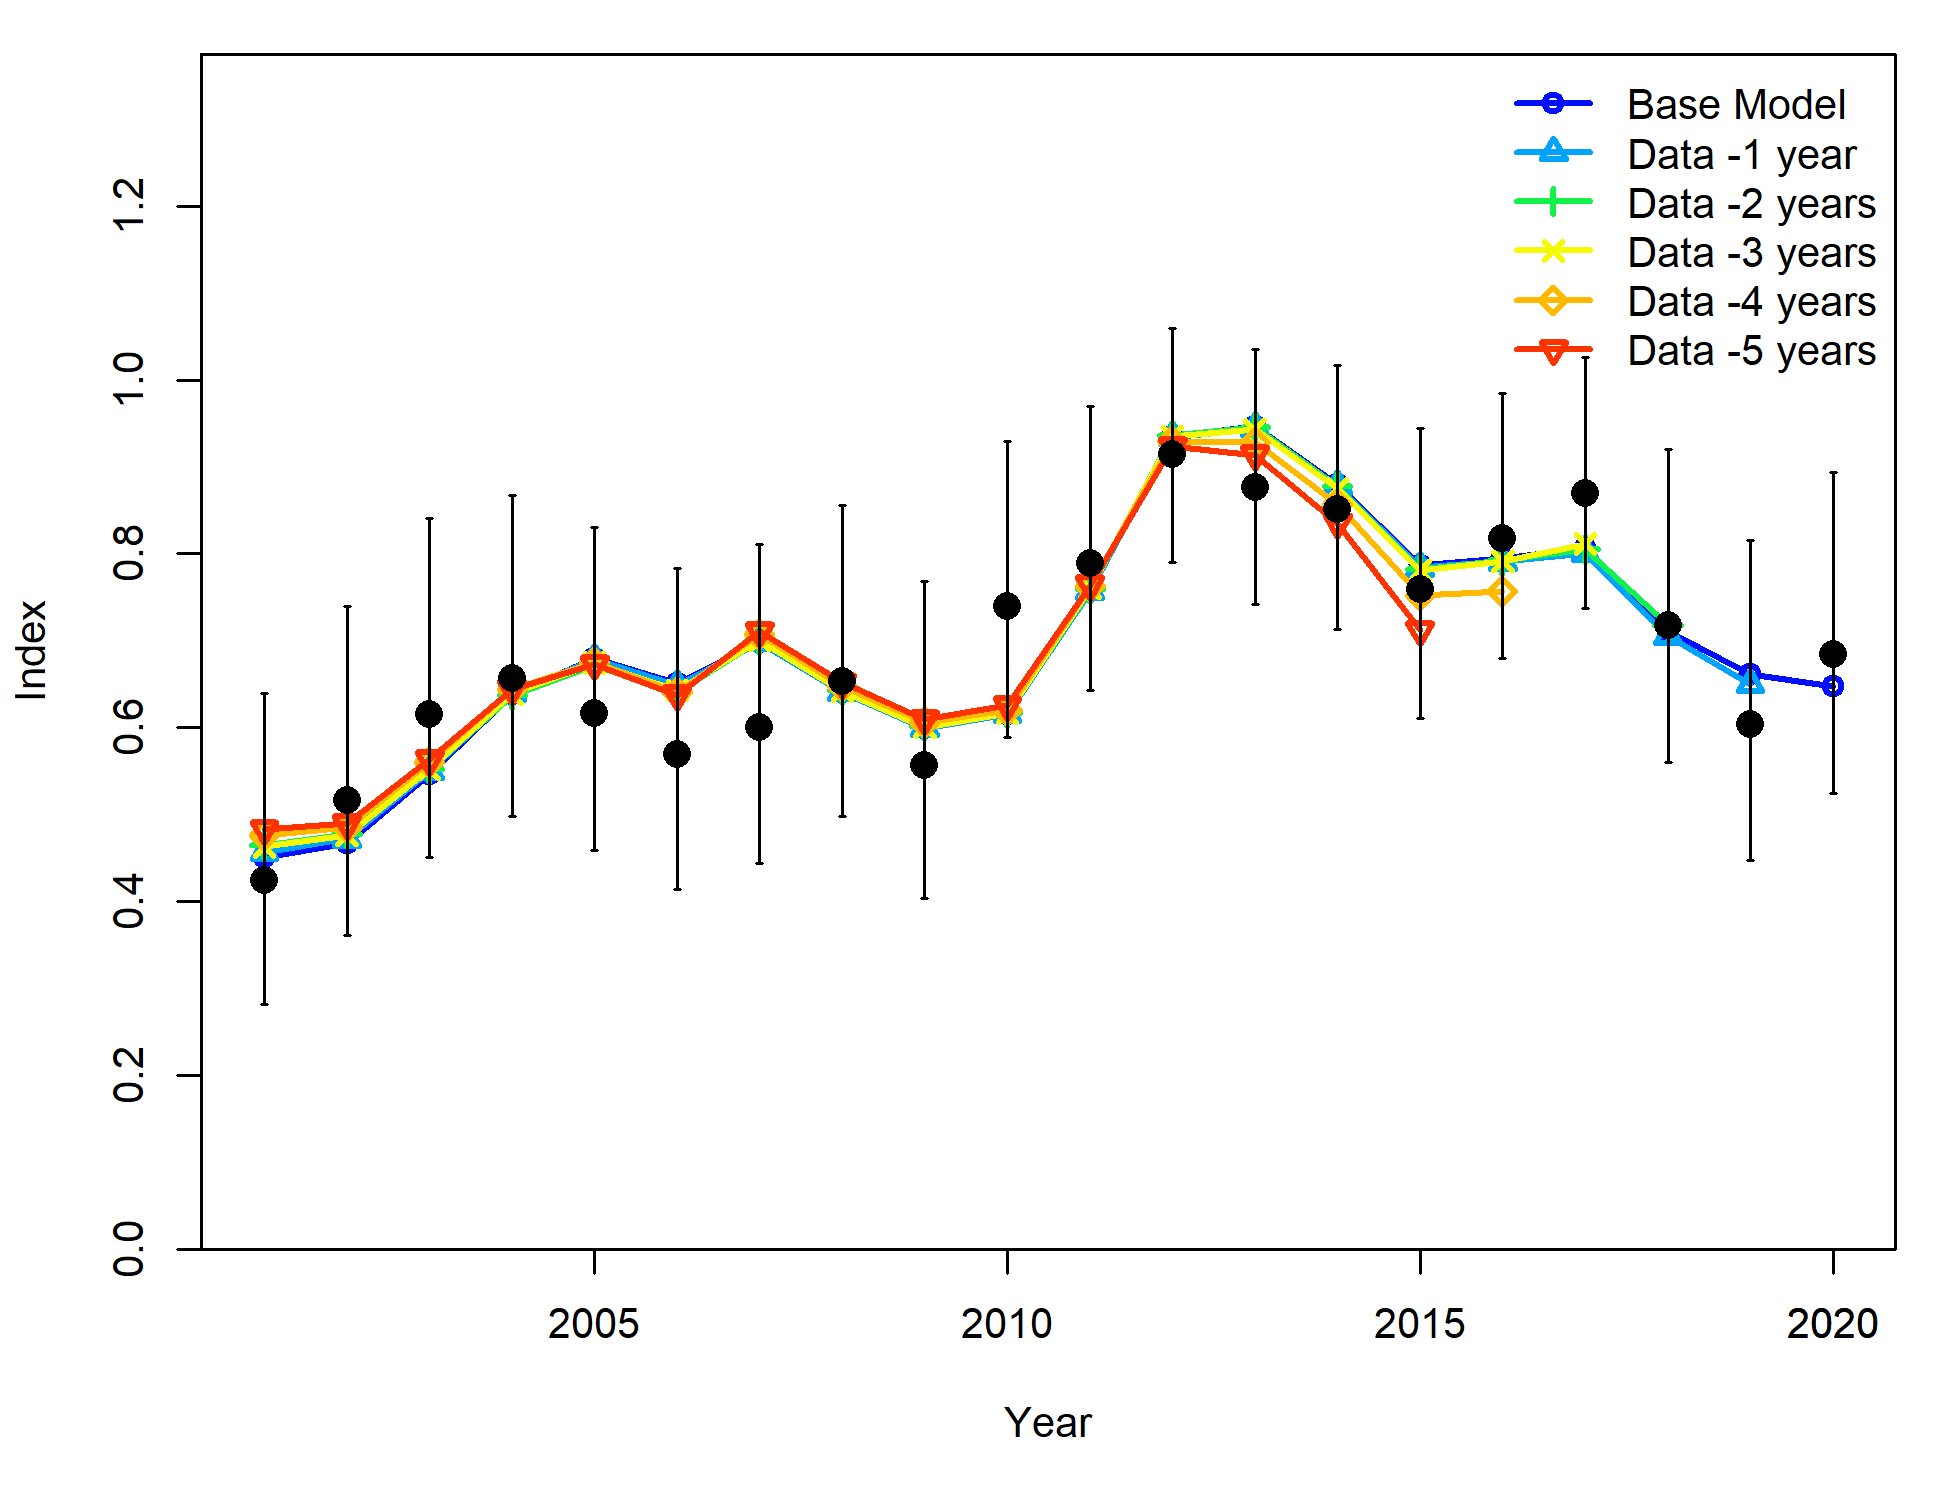 Base Model
Data -1 year
Data -2 years
Data -3 years
Data -4 years
Data -5 years
Index
1.2
1.0
0.8
0.6
0.4
0.2
0.0
2005 2010 2015 2020
Year